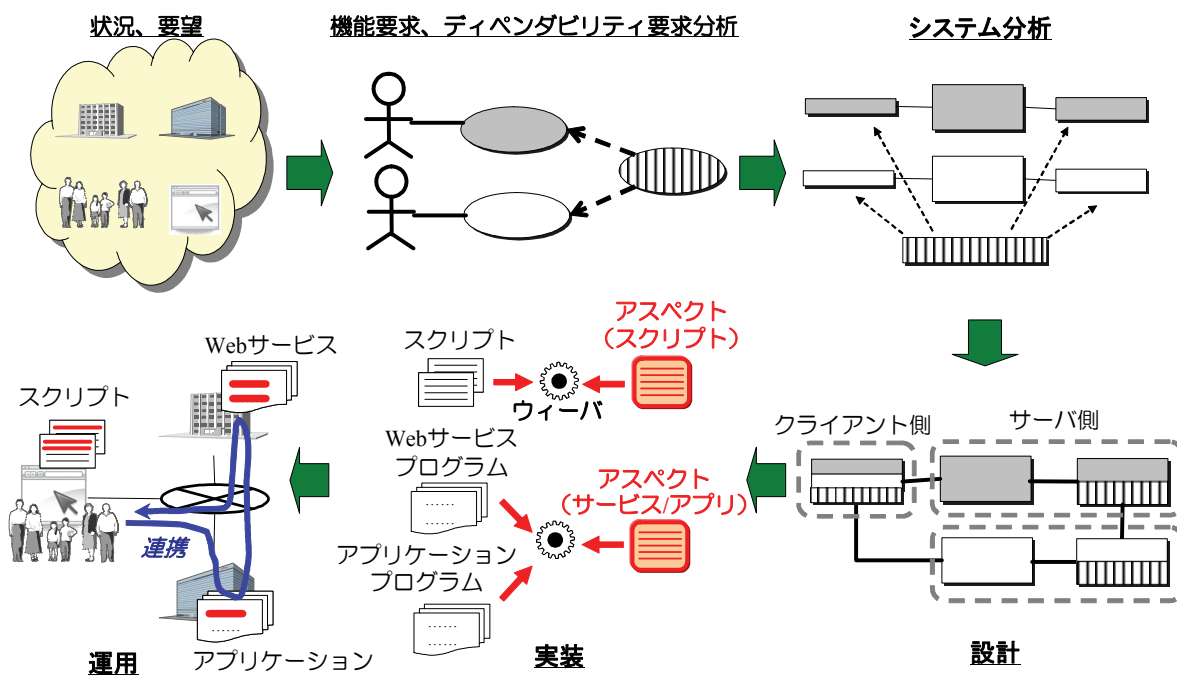 状況、要望
機能要求、ディペンダビリティ要求分析
システム分析
Webサービス
スクリプト
連携
アプリケーション
運用
スクリプト
アスペクト
（スクリプト）
ウィーバ
Webサービス
プログラム
アスペクト
（サービス/アプリ）
アプリケーション
プログラム
実装
クライアント側
サーバ側
設計